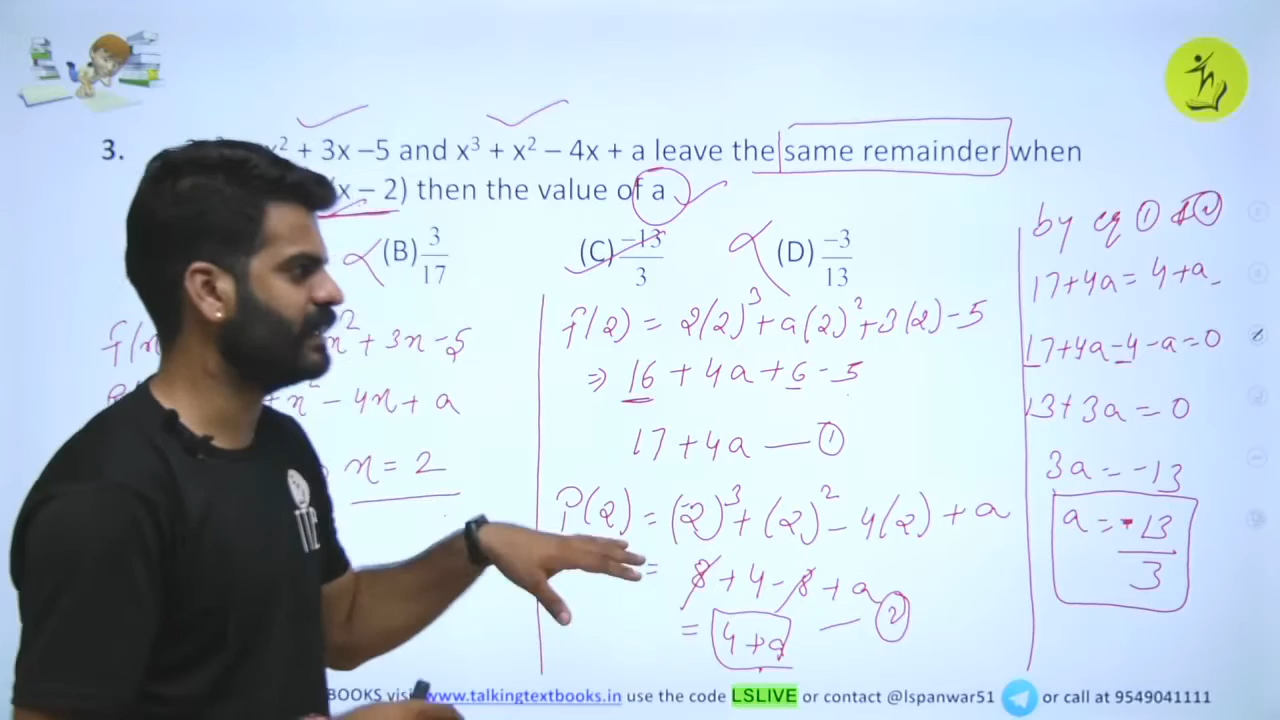 3. x² + 3x –5 and x³ + x² – 4x + a leave the same remainder when
(x – 2) then the value of a
(B) 3/17 (C) –13/3 (D) –3/13
f(x² + 3x – 5
x² – 4x + a
x = 2
f(2) = 2(2)³ + a(2)² + 3(2) – 5
⇒ 16 + 4a + 6 – 5
17 + 4a — ①
P(2) = (2)³ + (2)² – 4(2) + a
= 8 + 4 – 8 + a
= 4 + a — ②
by eq ① & ②
17 + 4a = 4 + a
17 + 4a – 4 – a = 0
13 + 3a = 0
3a = –13
a = –13/3
BOOKS visi www.talkingtextbooks.in use the code LSLIVE or contact @lspanwar51 or call at 9549041111